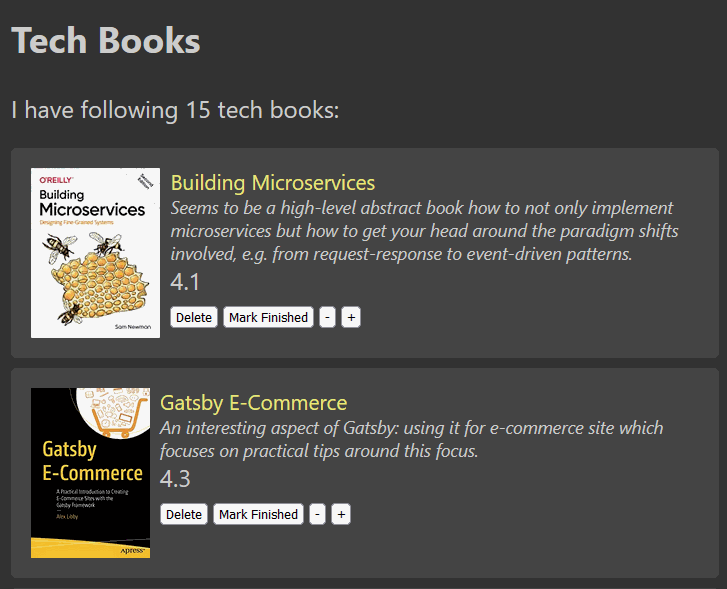 Tech Books
I have following 15 tech books:
O'REILLY®
Second
Edition
Building
Microservices
Designing Fine-Grained Systems
Sam Newman
Building Microservices
Seems to be a high-level abstract book how to not only implement
microservices but how to get your head around the paradigm shifts
involved, e.g. from request-response to event-driven patterns.
4.1
Delete Mark Finished - +
Gatsby
E-Commerce
A Practical Introduction to Creating
E-Commerce Sites with the
Gatsby Framework
Alex Libby
Apress®
Gatsby E-Commerce
An interesting aspect of Gatsby: using it for e-commerce site which
focuses on practical tips around this focus.
4.3
Delete Mark Finished - +